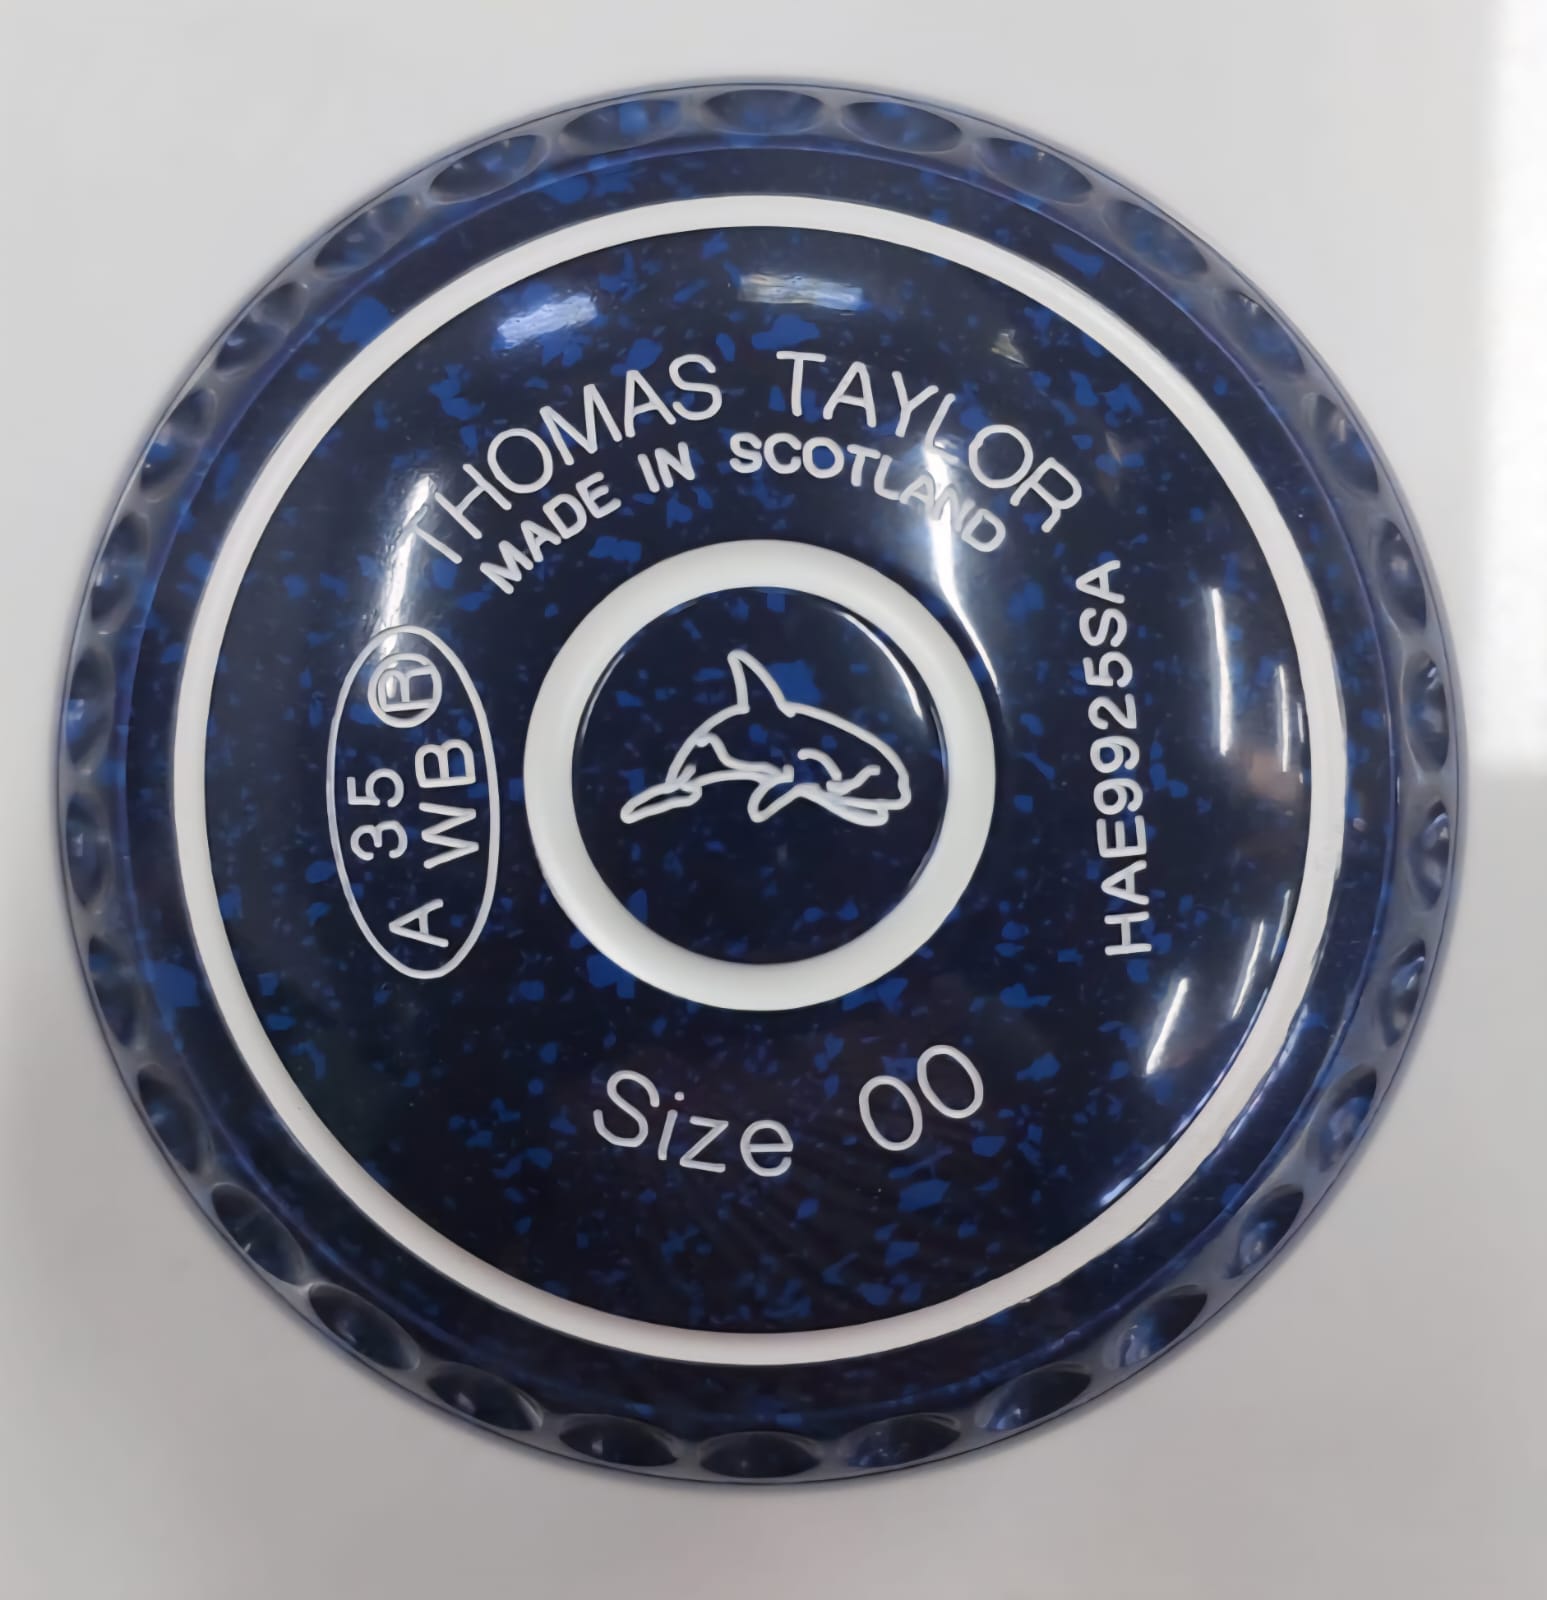 THOMAS TAYLOR
MADE IN SCOTLAND
35 ®
A WB
HAE9925SA
Size 00